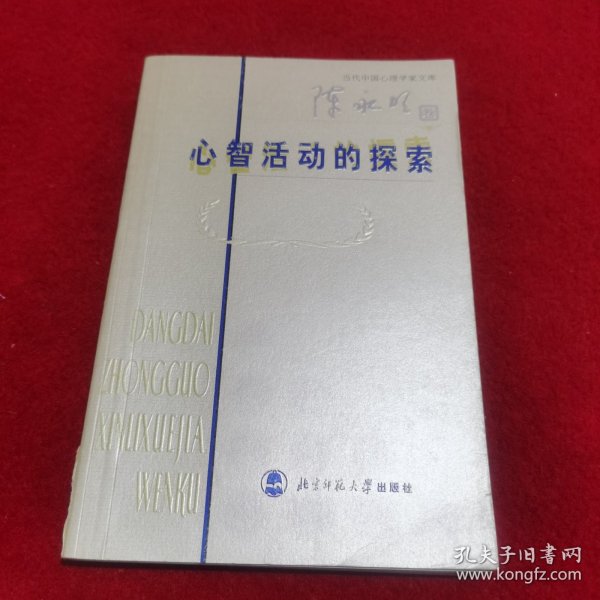 当代中国心理学家文库
陈永明
心智活动的探索
DANGDAI
ZHONGGUO
XINLIXUEJIA
WENKU
北京师范大学出版社
孔夫子旧书网
www.kongfz.com